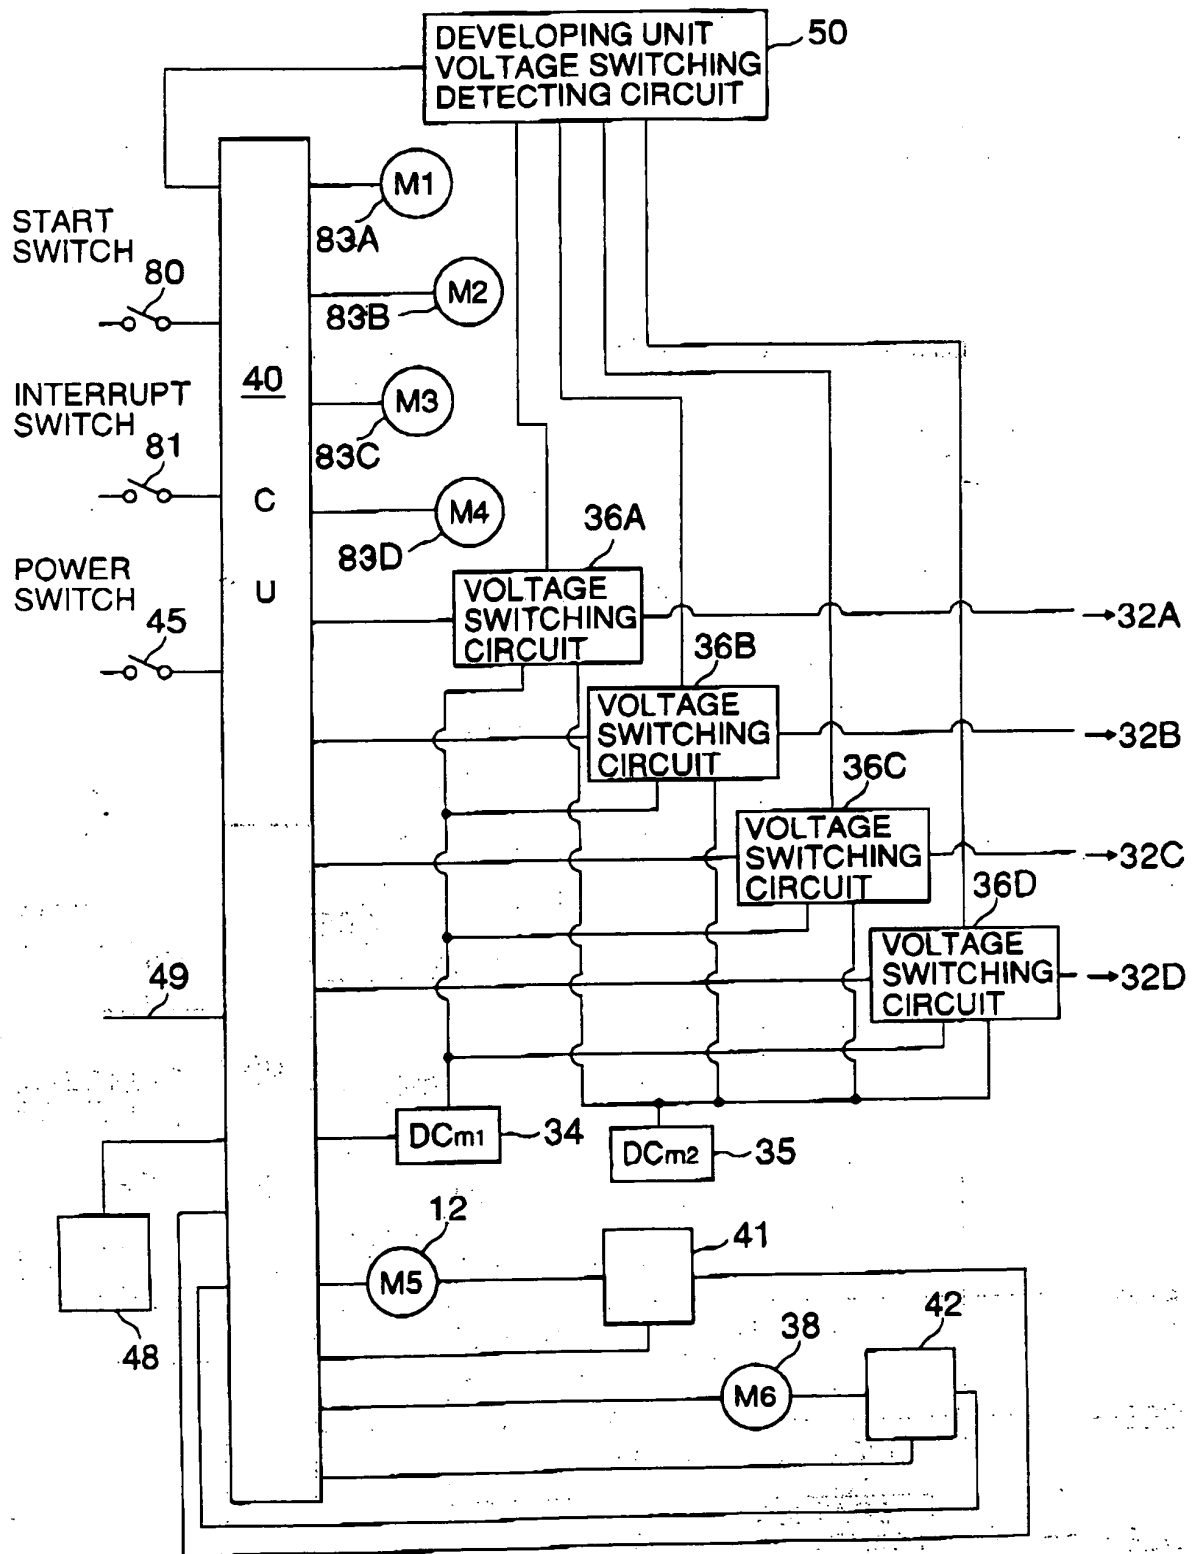 DEVELOPING UNIT
VOLTAGE SWITCHING
DETECTING CIRCUIT
50
M1
83A
START
SWITCH
80
M2
83B
40
INTERRUPT
SWITCH
81
M3
83C
C
U
M4
83D
36A
POWER
SWITCH
45
VOLTAGE
SWITCHING
CIRCUIT
32A
36B
VOLTAGE
SWITCHING
CIRCUIT
32B
36C
VOLTAGE
SWITCHING
CIRCUIT
32C
36D
VOLTAGE
SWITCHING
CIRCUIT
32D
49
DCm1
34
DCm2
35
12
M5
41
48
38
M6
42